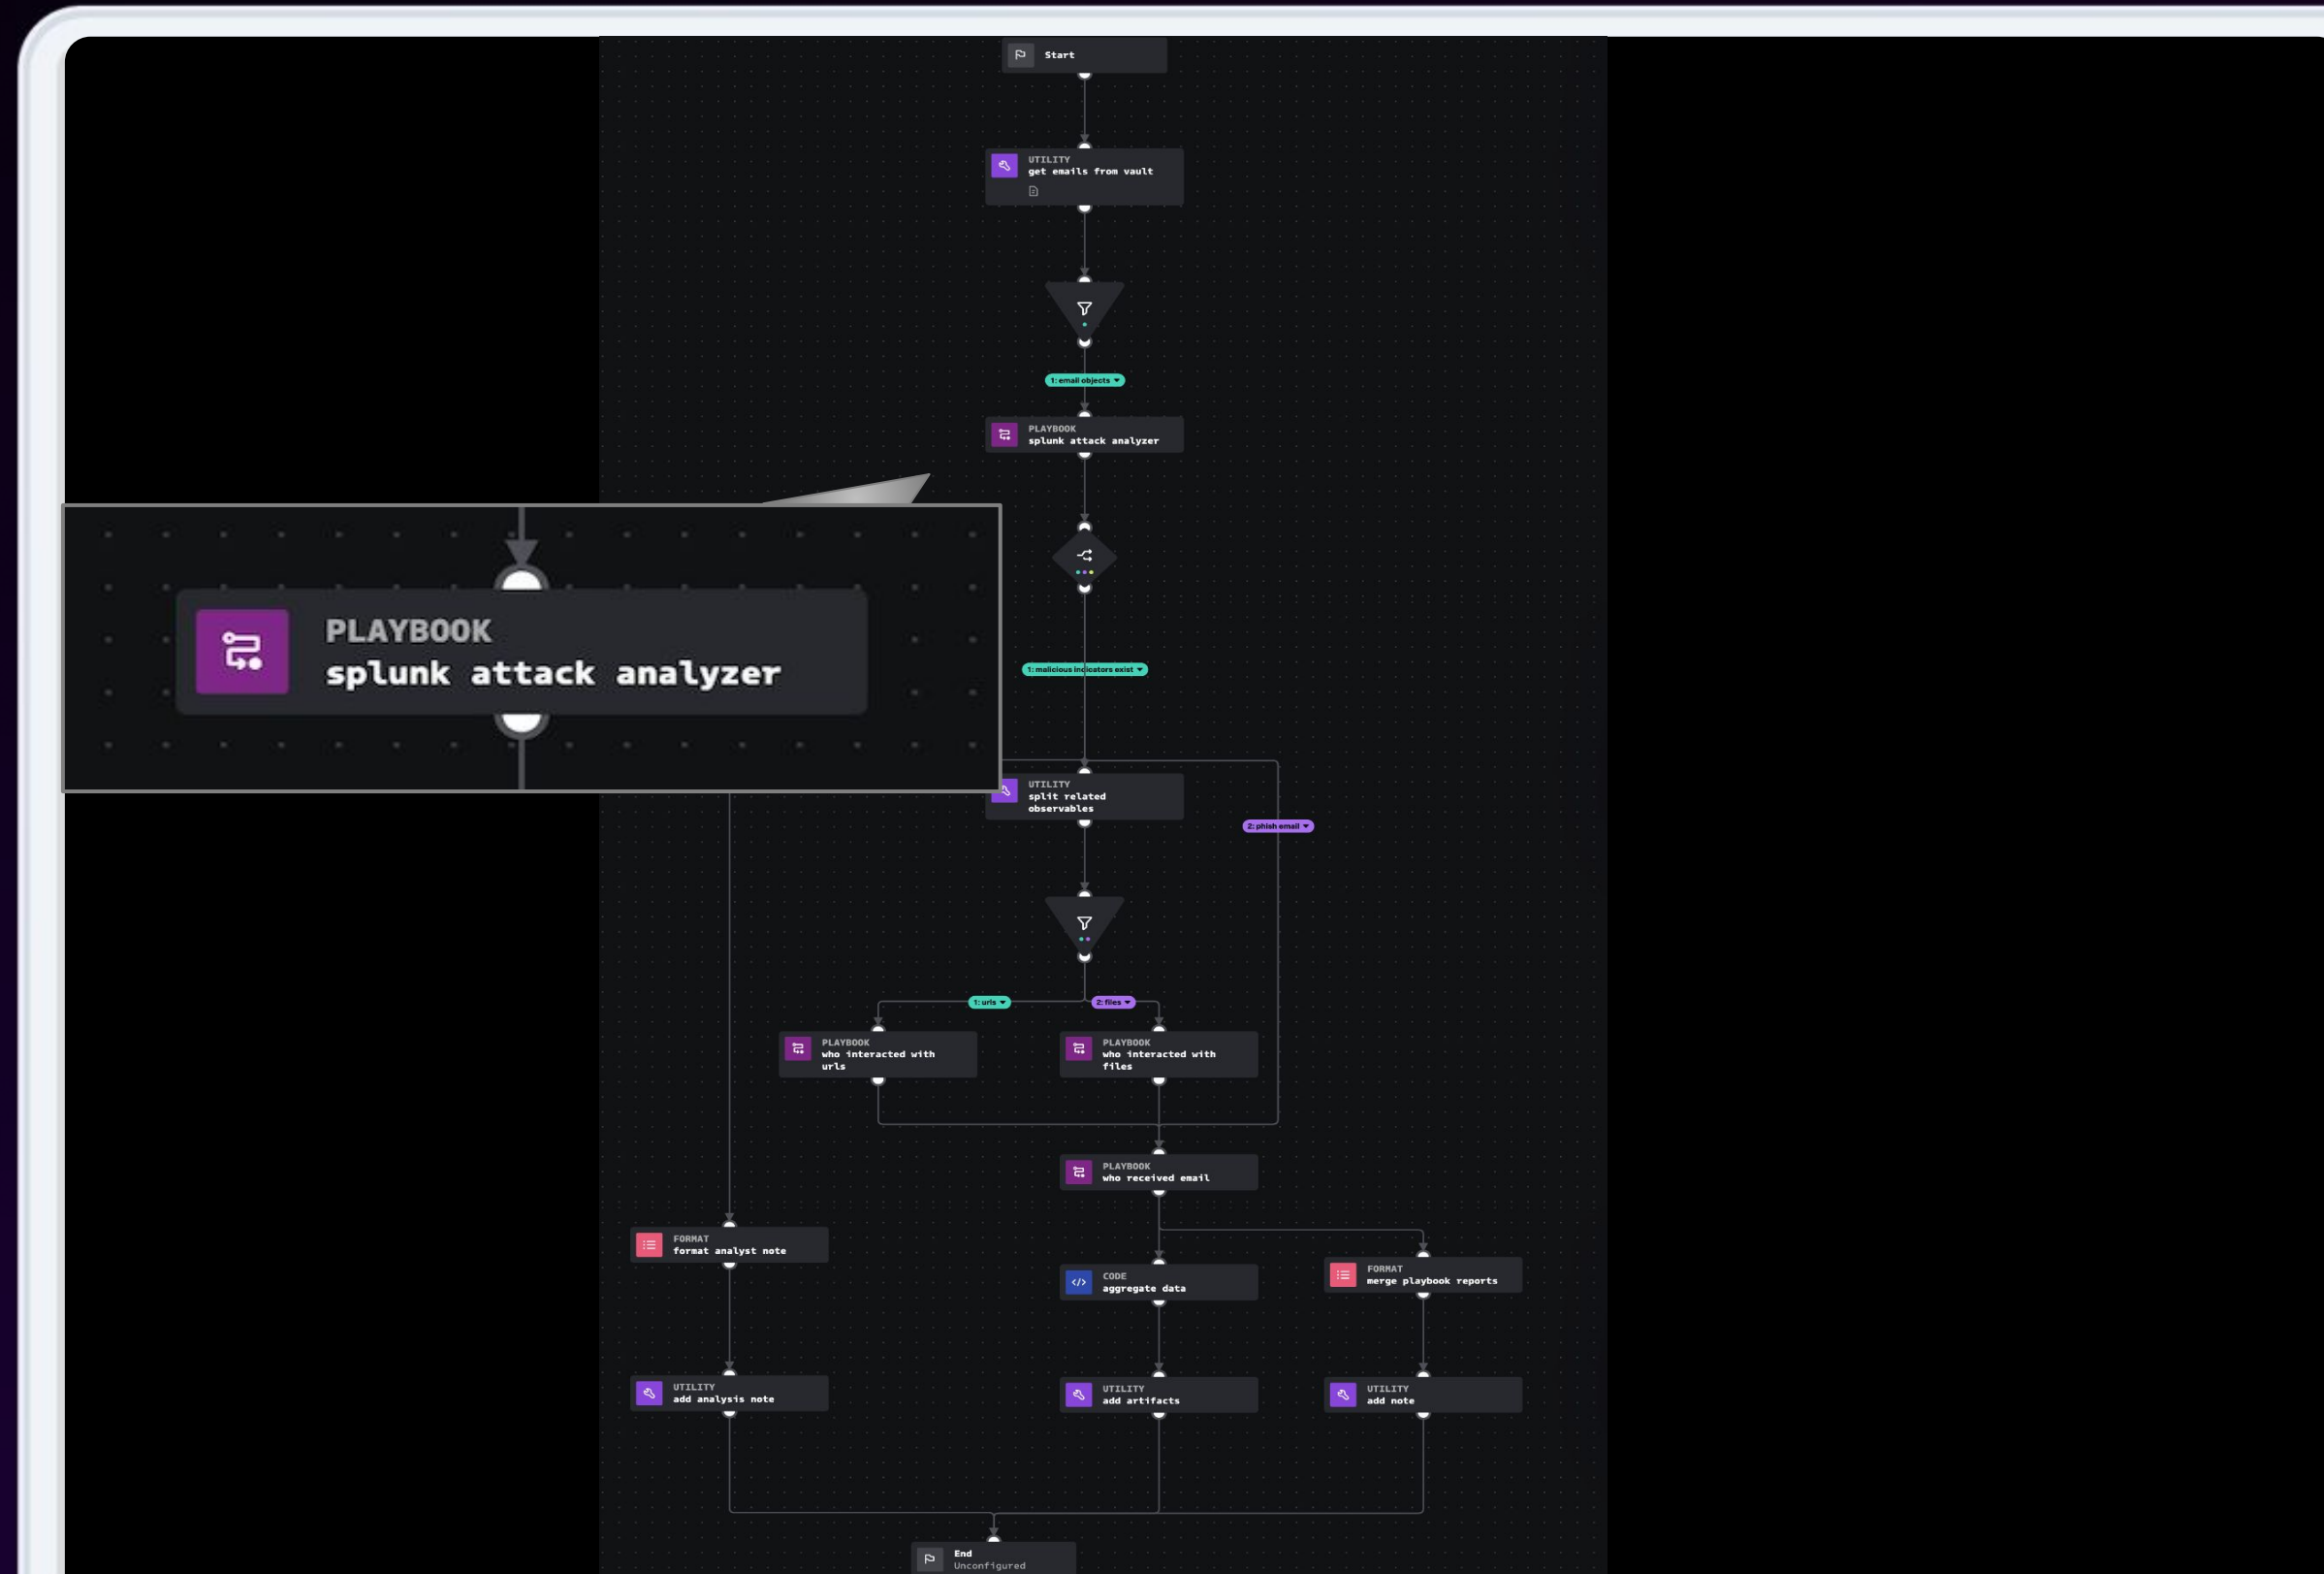 Start
UTILITY
get emails from vault
1: email objects
PLAYBOOK
splunk attack analyzer
PLAYBOOK
splunk attack analyzer
1: malicious indicators exist
UTILITY
split related
observables
2: phish email
1: urls
2: files
PLAYBOOK
who interacted with
urls
PLAYBOOK
who interacted with
files
PLAYBOOK
who received email
FORMAT
format analyst note
CODE
aggregate data
FORMAT
merge playbook reports
UTILITY
add analysis note
UTILITY
add artifacts
UTILITY
add note
End
Unconfigured